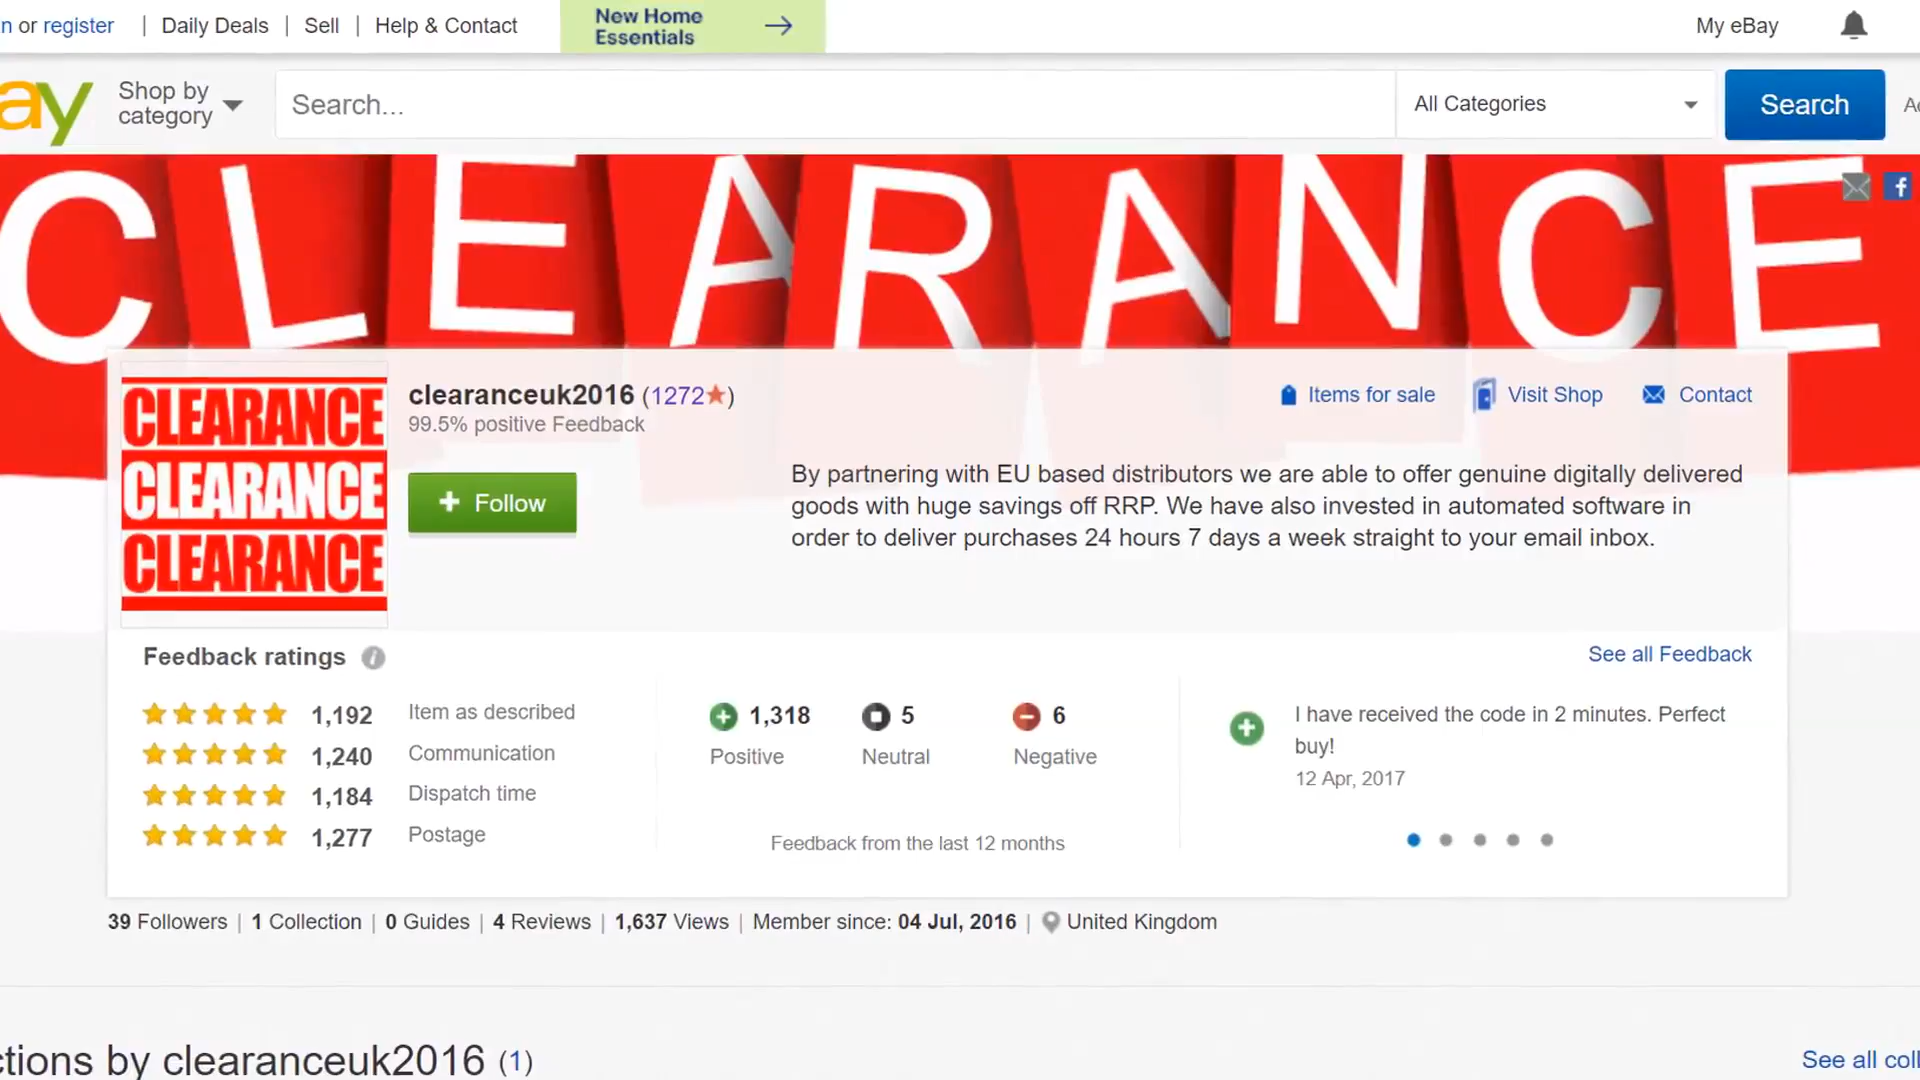 n or register | Daily Deals | Sell | Help & Contact
New Home
Essentials
My eBay
ay
Shop by
category
Search...
All Categories
Search
CLEARANCE
CLEARANCE
CLEARANCE
CLEARANCE
clearanceuk2016 (1272)
99.5% positive Feedback
Follow
Items for sale
Visit Shop
Contact
By partnering with EU based distributors we are able to offer genuine digitally delivered
goods with huge savings off RRP. We have also invested in automated software in
order to deliver purchases 24 hours 7 days a week straight to your email inbox.
Feedback ratings
See all Feedback
1,192 Item as described
1,240 Communication
1,184 Dispatch time
1,277 Postage
1,318 Positive
5 Neutral
6 Negative
Feedback from the last 12 months
I have received the code in 2 minutes. Perfect
buy!
12 Apr, 2017
39 Followers | 1 Collection | 0 Guides | 4 Reviews | 1,637 Views | Member since: 04 Jul, 2016 | United Kingdom
ctions by clearanceuk2016 (1)
See all coll